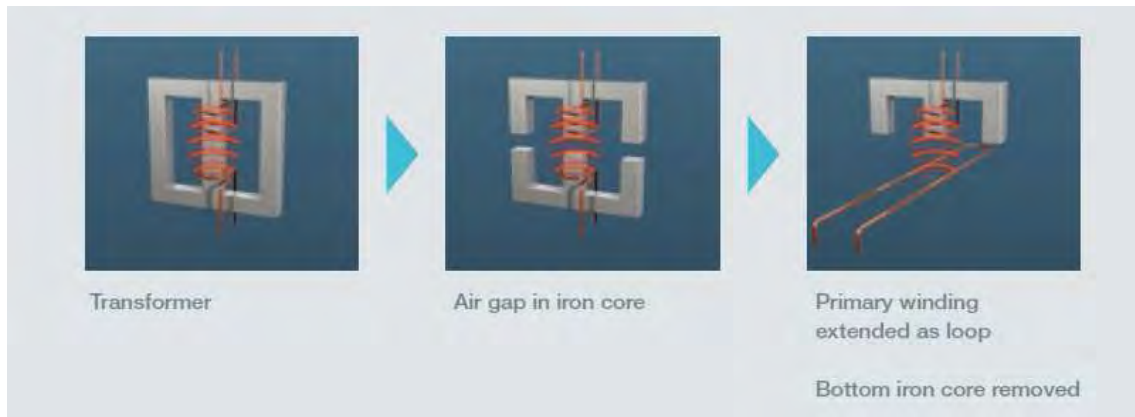 Transformer
Air gap in iron core
Primary winding
extended as loop
Bottom iron core removed